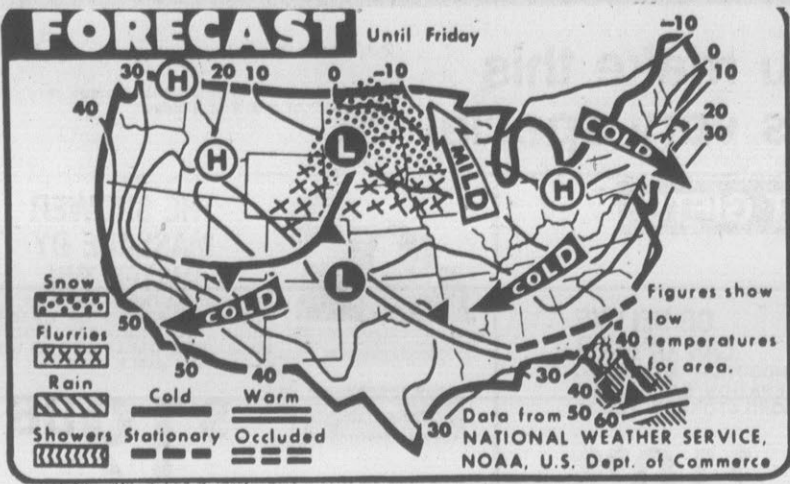 FORECAST Until Friday
-10
30 H 20 10 0 -10
0
10
40
20
30
COLD
L
H
MILD
H
L
COLD
COLD
Snow
50
Figures show
low
temperatures
for area.
Flurries
40
50
Rain
40
30
40
50
60
Cold Warm
30
Data from
Showers Stationary Occluded
NATIONAL WEATHER SERVICE,
NOAA, U.S. Dept. of Commerce